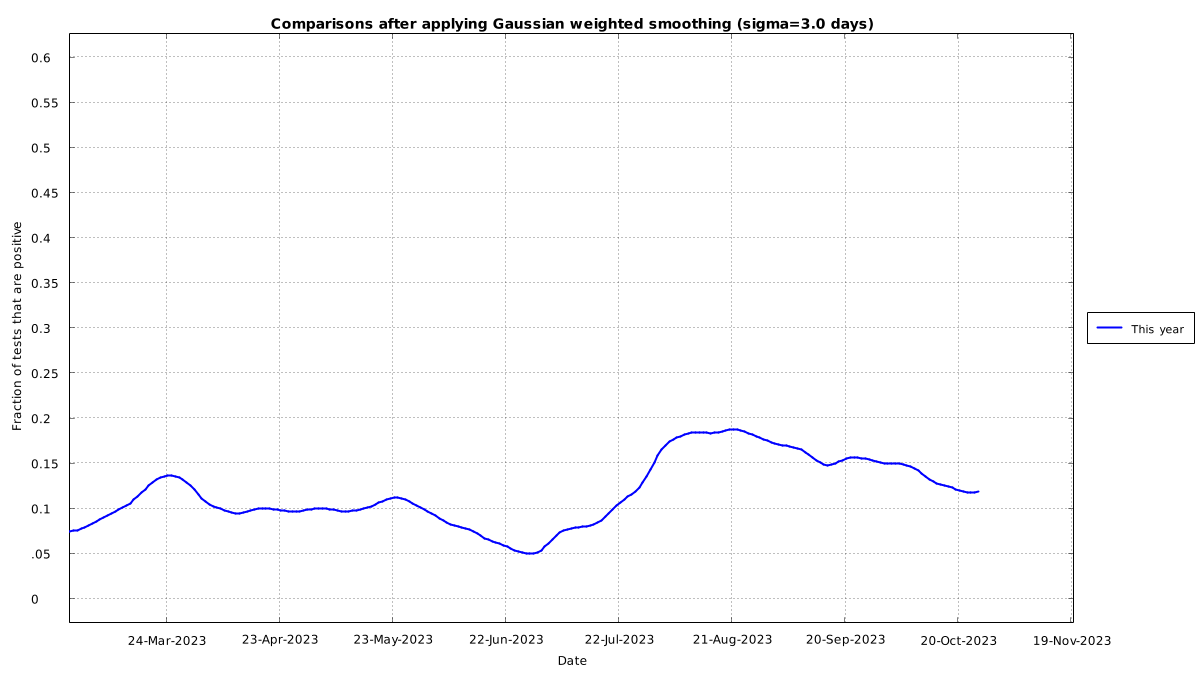 Comparisons after applying Gaussian weighted smoothing (sigma=3.0 days)
Fraction of tests that are positive
0.6
0.55
0.5
0.45
0.4
0.35
0.3
0.25
0.2
0.15
0.1
.05
0
This year
24-Mar-2023 23-Apr-2023 23-May-2023 22-Jun-2023 22-Jul-2023 21-Aug-2023 20-Sep-2023 20-Oct-2023 19-Nov-2023
Date